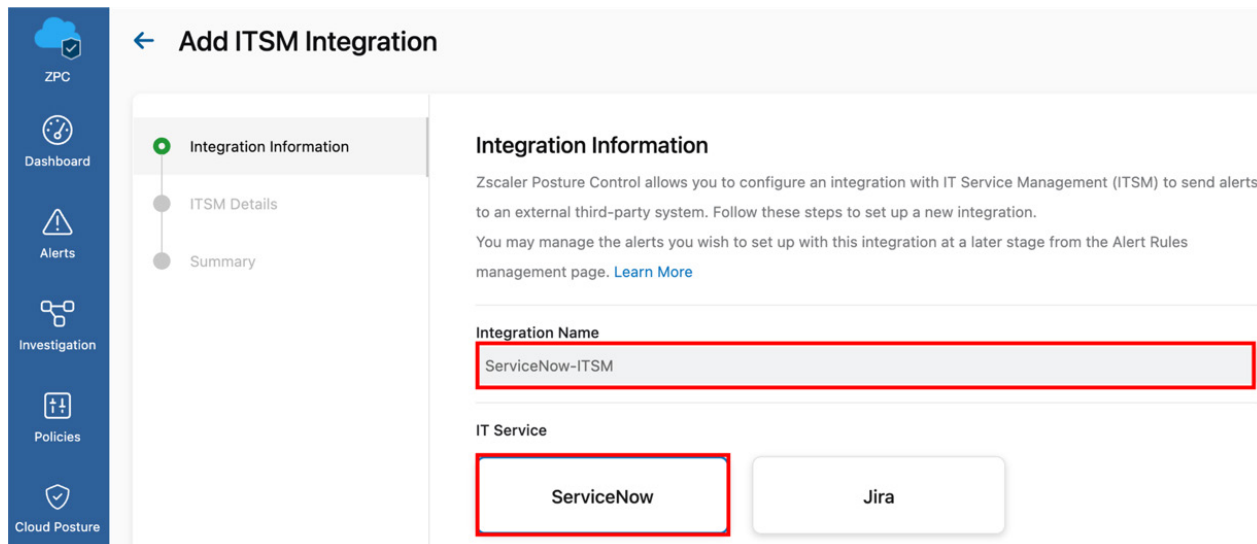 ZPC
Dashboard
Alerts
Investigation
Policies
Cloud Posture
Add ITSM Integration
Integration Information
ITSM Details
Summary
Integration Information
Zscaler Posture Control allows you to configure an integration with IT Service Management (ITSM) to send alerts
to an external third-party system. Follow these steps to set up a new integration.
You may manage the alerts you wish to set up with this integration at a later stage from the Alert Rules
management page. Learn More
Integration Name
ServiceNow-ITSM
IT Service
ServiceNow
Jira